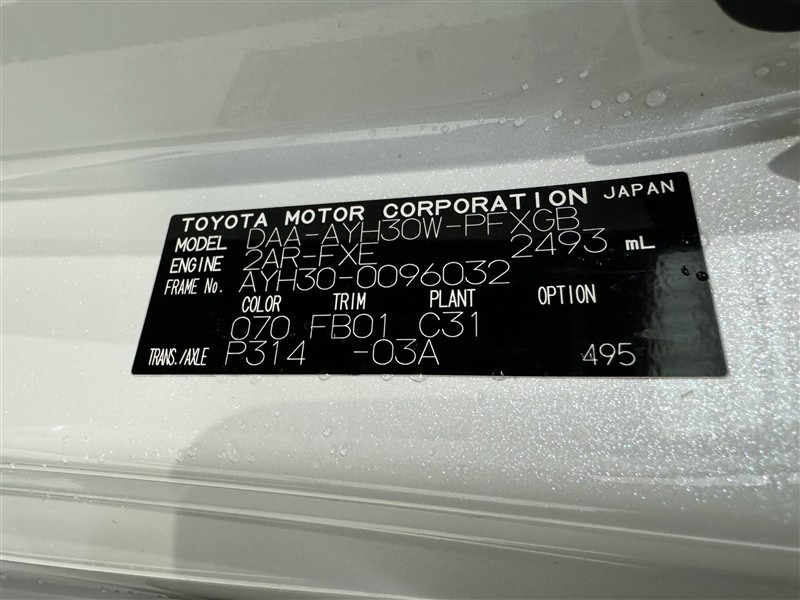 TOYOTA MOTOR CORPORATION JAPAN
MODEL DAA-AYH30W-PFXGB
ENGINE 2AR-FXE 2493 mL
FRAME No. AYH30-0096032
COLOR TRIM PLANT OPTION
070 FB01 C31
TRANS./AXLE P314 -03A 495